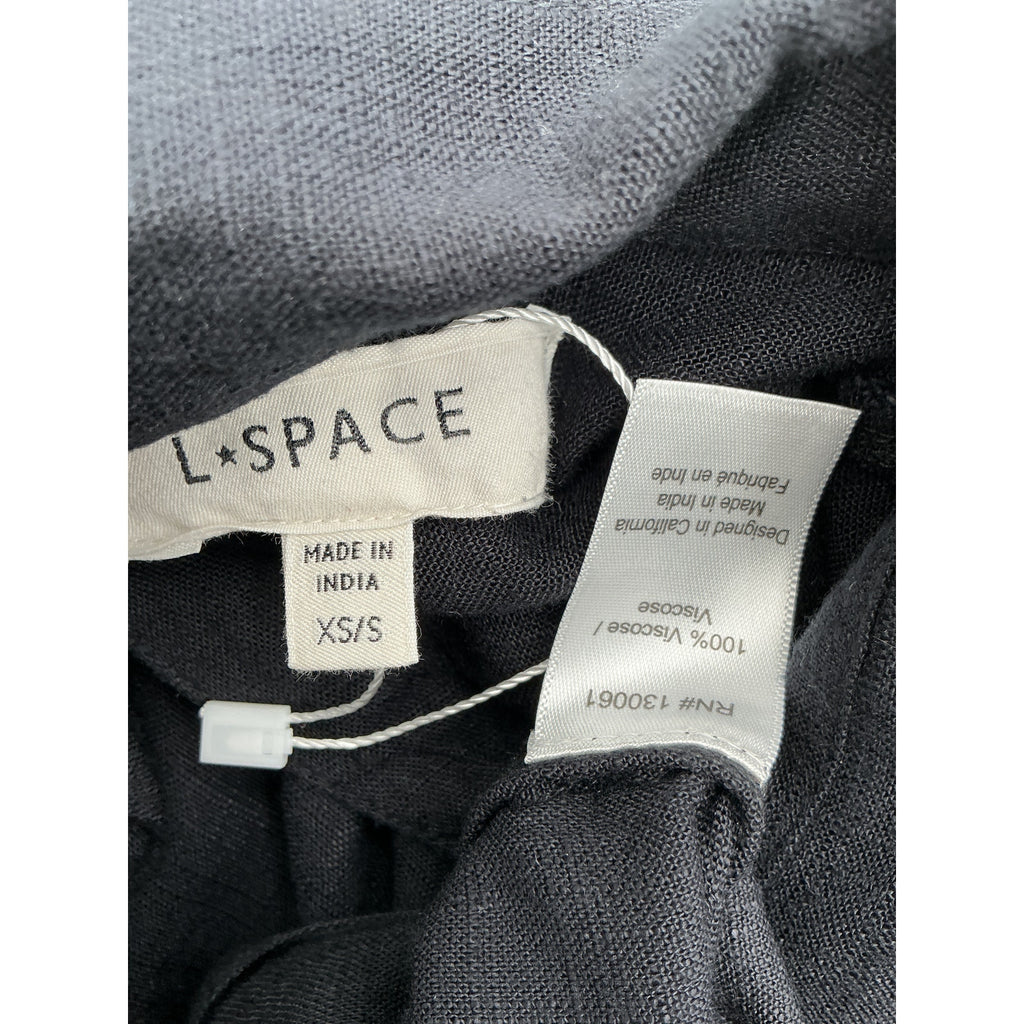 L★SPACE
MADE IN
INDIA
XS/S
RN# 130061
100% Viscose /
Viscose
Designed in California
Made in India
Fabriqué en Inde